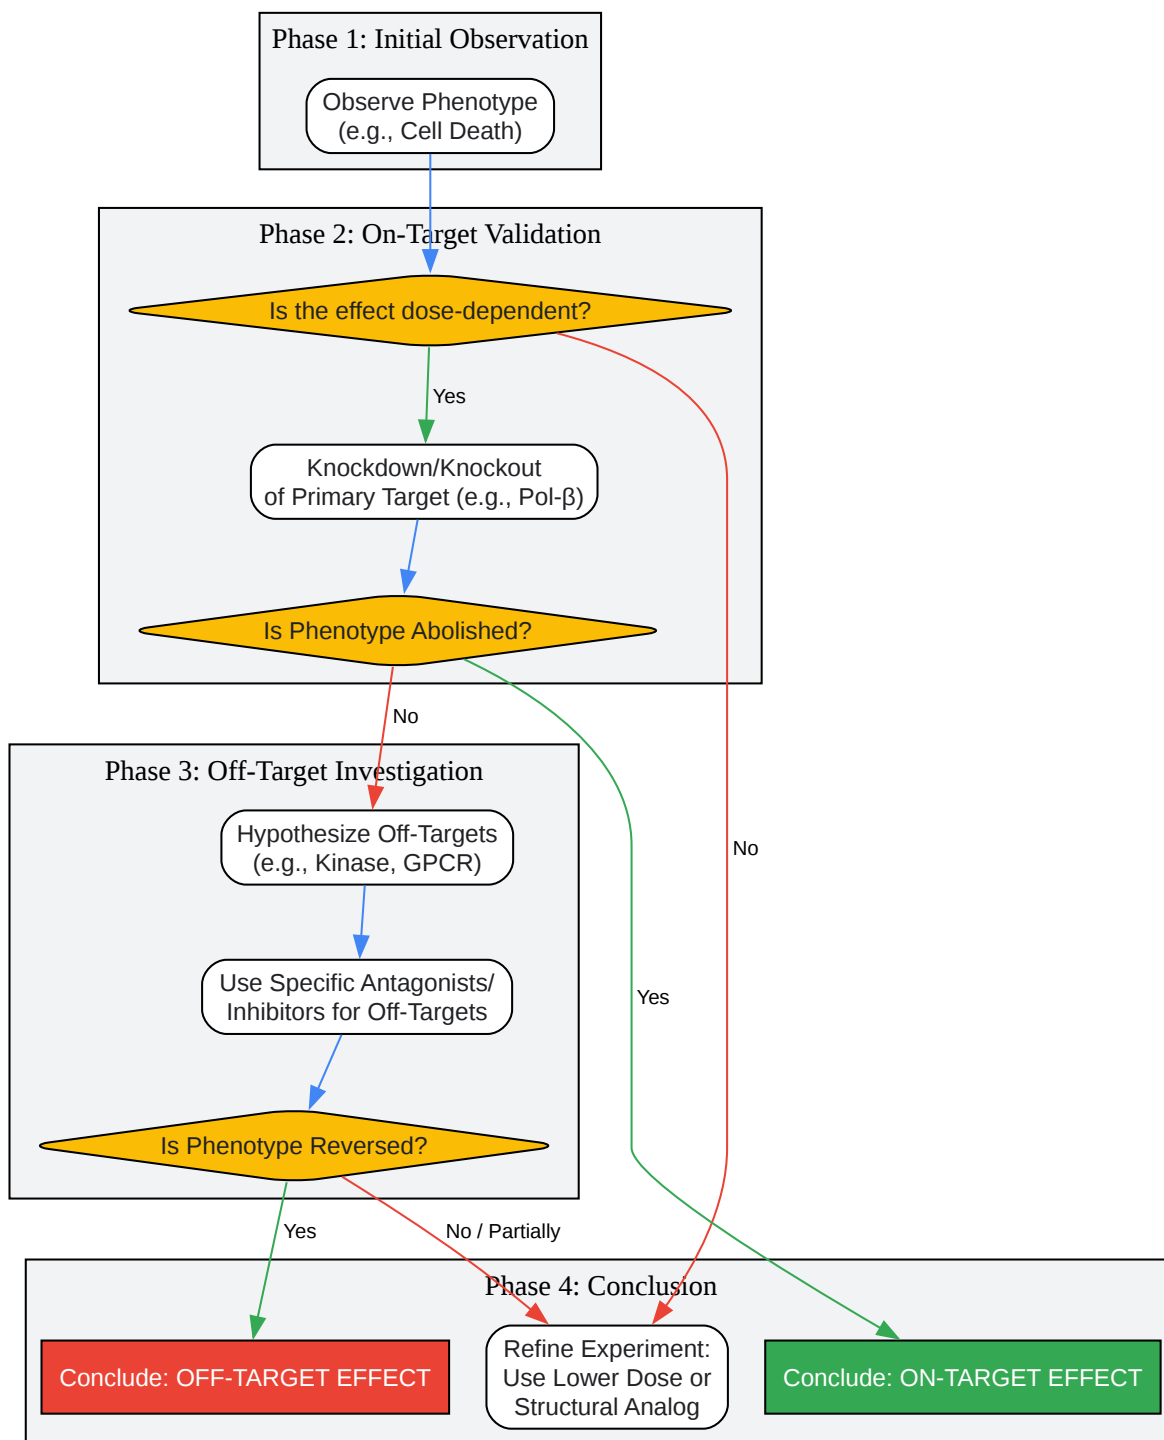 Phase 1: Initial Observation
Observe Phenotype
(e.g., Cell Death)
Phase 2: On-Target Validation
Is the effect dose-dependent?
Yes
Knockdown/Knockout
of Primary Target (e.g., Pol-β)
Is Phenotype Abolished?
No
Phase 3: Off-Target Investigation
Hypothesize Off-Targets
(e.g., Kinase, GPCR)
No
Use Specific Antagonists/
Inhibitors for Off-Targets
Yes
Is Phenotype Reversed?
Yes
No / Partially
Phase 4: Conclusion
Conclude: OFF-TARGET EFFECT
Refine Experiment:
Use Lower Dose or
Structural Analog
Conclude: ON-TARGET EFFECT